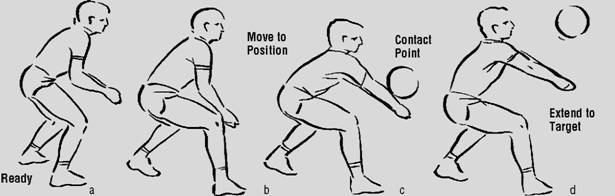 Ready
a
Move to
Position
b
Contact
Point
c
Extend to
Target
d